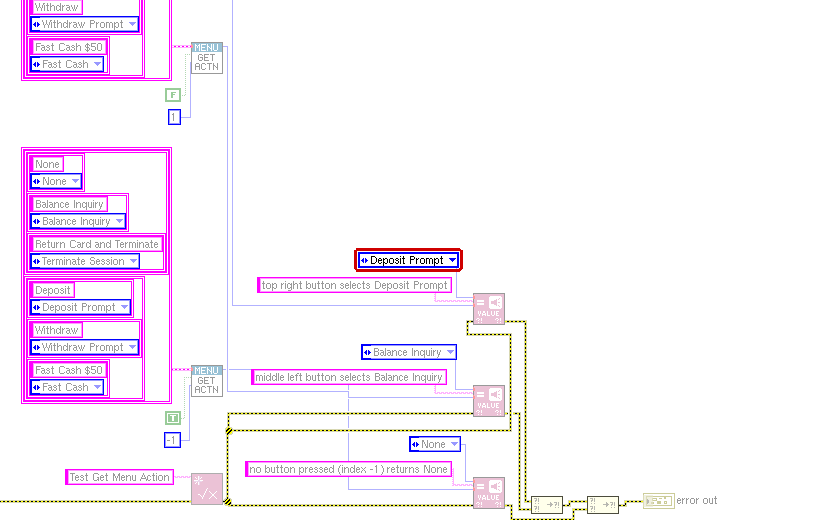 Withdraw
Withdraw Prompt
Fast Cash $50
Fast Cash
MENU
GET
ACTN
F
1
None
None
Balance Inquiry
Balance Inquiry
Return Card and Terminate
Terminate Session
Deposit
Deposit Prompt
Withdraw
Withdraw Prompt
Fast Cash $50
Fast Cash
MENU
GET
ACTN
T
-1
Deposit Prompt
top right button selects Deposit Prompt
=
VALUE
?! ?!
Balance Inquiry
middle left button selects Balance Inquiry
=
VALUE
?! ?!
None
no button pressed (index -1) returns None
=
VALUE
?! ?!
Test Get Menu Action
*
√x
?! →?!
?! →?!
error out